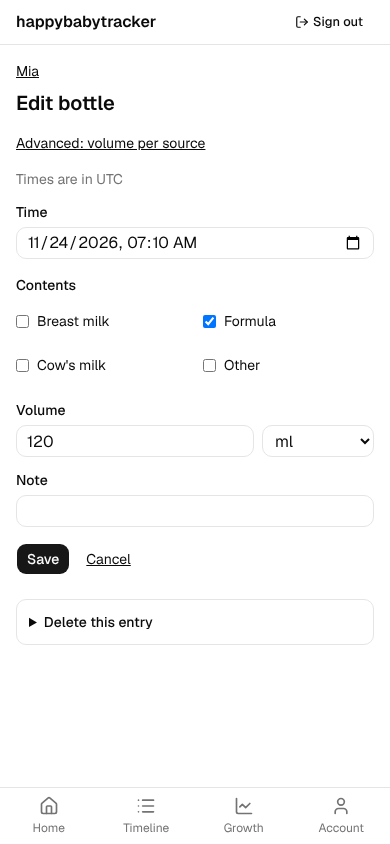 happybabytracker
Sign out
Mia
Edit bottle
Advanced: volume per source
Times are in UTC
Time
11/24/2026, 07:10 AM
Contents
Breast milk
Formula
Cow's milk
Other
Volume
120
ml
Note
Save
Cancel
Delete this entry
Home
Timeline
Growth
Account